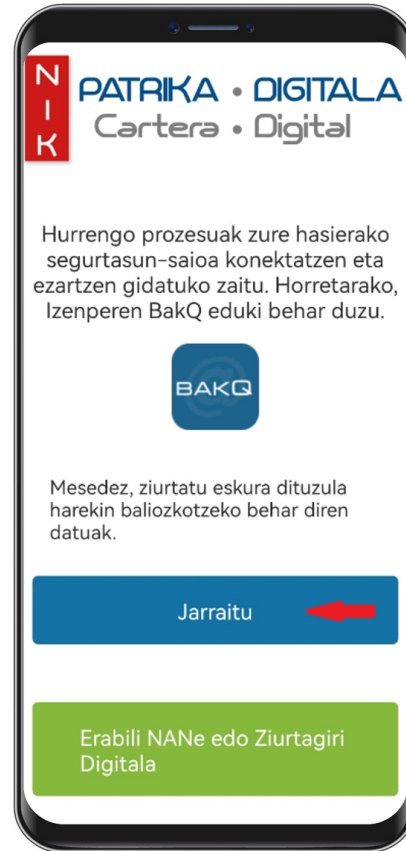 NIK
PATRIKA • DIGITALA
Cartera • Digital
Hurrengo prozesuak zure hasierako
segurtasun-saioa konektatzen eta
ezartzen gidatuko zaitu. Horretarako,
Izenperen BakQ eduki behar duzu.
@
BAKQ
Mesedez, ziurtatu eskura dituzula
harekin baliozkotzeko behar diren
datuak.
Jarraitu
Erabili NANe edo Ziurtagiri
Digitala